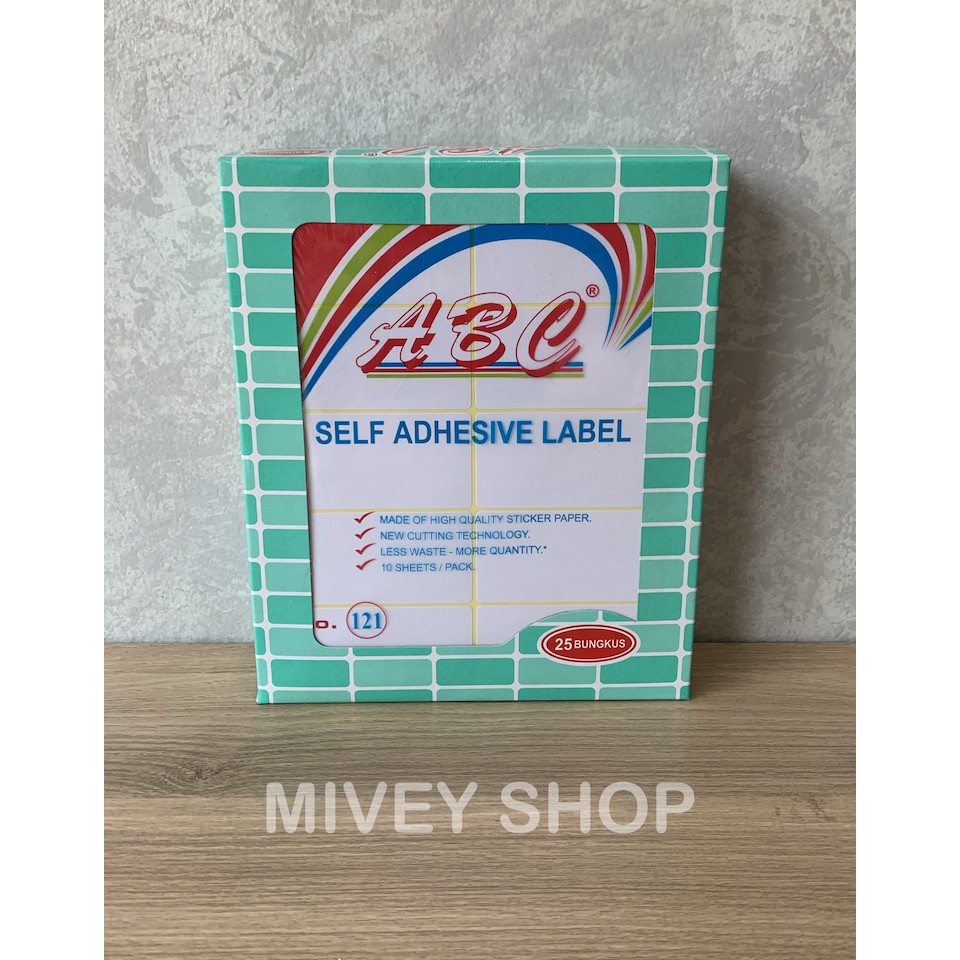 ABC®
SELF ADHESIVE LABEL
MADE OF HIGH QUALITY STICKER PAPER.
NEW CUTTING TECHNOLOGY.
LESS WASTE - MORE QUANTITY.*
10 SHEETS / PACK.
o. 121
25 BUNGKUS
MIVEY SHOP